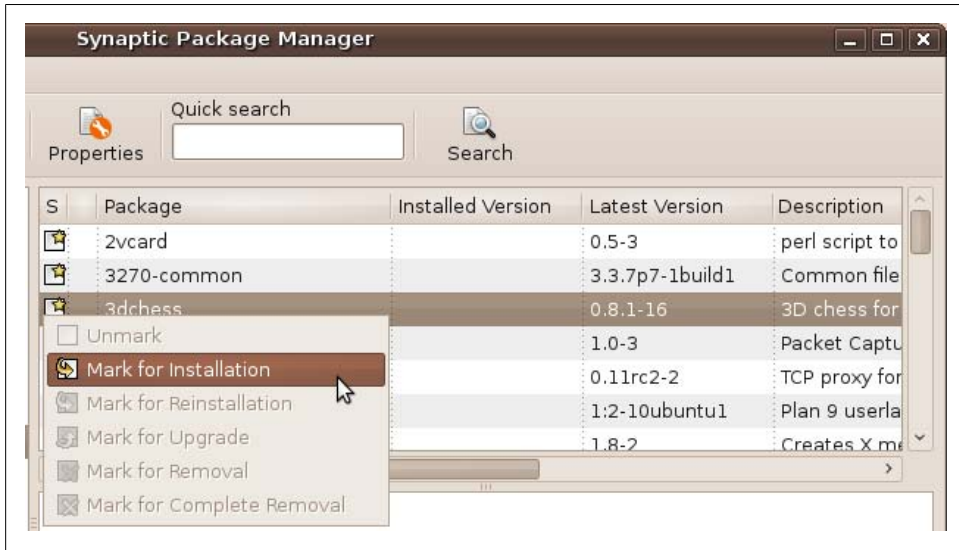 Synaptic Package Manager
Quick search
Properties
Search
S Package Installed Version Latest Version Description
2vcard 0.5-3 perl script to
3270-common 3.3.7p7-1build1 Common file
3dchess 0.8.1-16 3D chess for
Unmark
1.0-3 Packet Captu
Mark for Installation
0.11rc2-2 TCP proxy for
Mark for Reinstallation
1:2-10ubuntu1 Plan 9 userla
Mark for Upgrade
1.8-2 Creates X me
Mark for Removal
Mark for Complete Removal